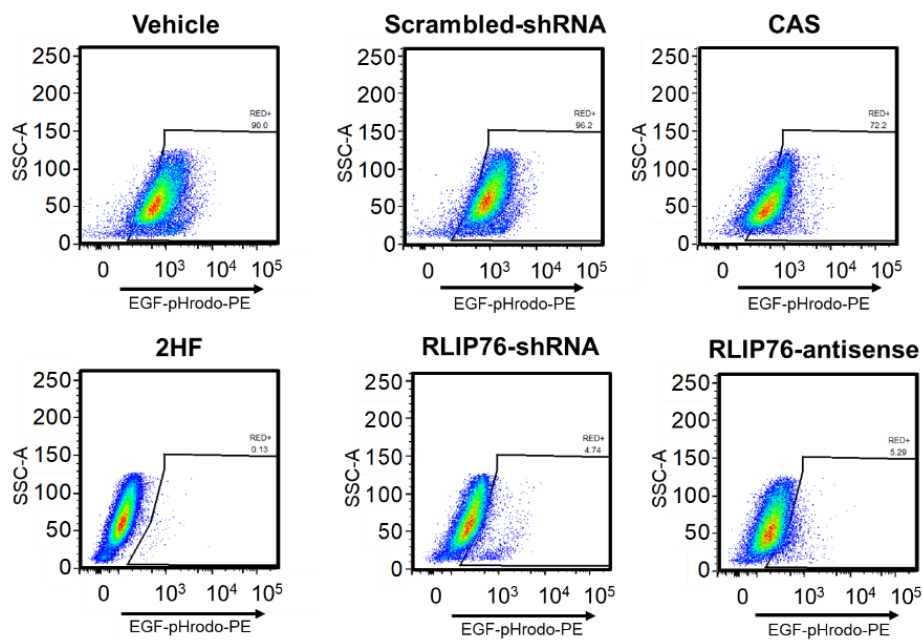 Vehicle
250
200
150
100
50
0
SSC-A
RED+
90.0
0 10³ 10⁴ 10⁵
EGF-pHrodo-PE
Scrambled-shRNA
250
200
150
100
50
0
SSC-A
RED+
96.2
0 10³ 10⁴ 10⁵
EGF-pHrodo-PE
CAS
250
200
150
100
50
0
SSC-A
RED+
72.2
0 10³ 10⁴ 10⁵
EGF-pHrodo-PE
2HF
250
200
150
100
50
0
SSC-A
RED+
0.13
0 10³ 10⁴ 10⁵
EGF-pHrodo-PE
RLIP76-shRNA
250
200
150
100
50
0
SSC-A
RED+
4.74
0 10³ 10⁴ 10⁵
EGF-pHrodo-PE
RLIP76-antisense
250
200
150
100
50
0
SSC-A
RED+
5.29
0 10³ 10⁴ 10⁵
EGF-pHrodo-PE